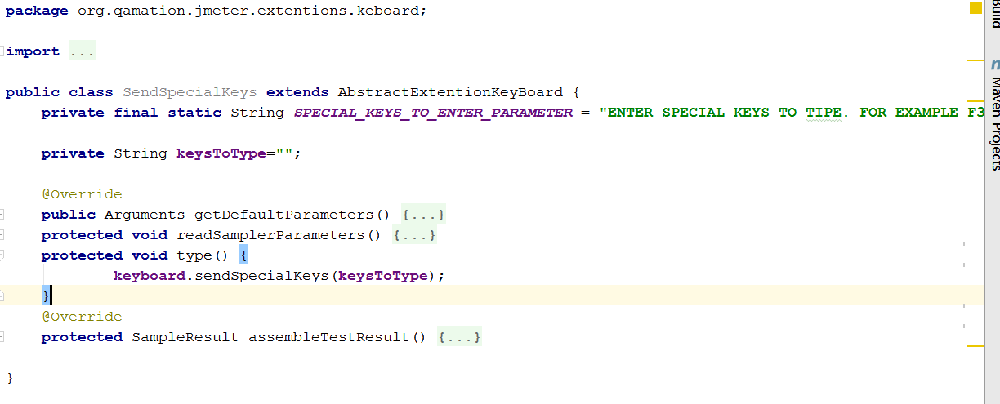 package org.qamation.jmeter.extentions.keboard;
import ...
public class SendSpecialKeys extends AbstractExtentionKeyBoard {
private final static String SPECIAL_KEYS_TO_ENTER_PARAMETER = "ENTER SPECIAL KEYS TO TIPE. FOR EXAMPLE F3
private String keysToType="";
@Override
public Arguments getDefaultParameters() {...}
protected void readSamplerParameters() {...}
protected void type() {
keyboard.sendSpecialKeys(keysToType);
}
@Override
protected SampleResult assembleTestResult() {...}
}
Build
Maven Projects